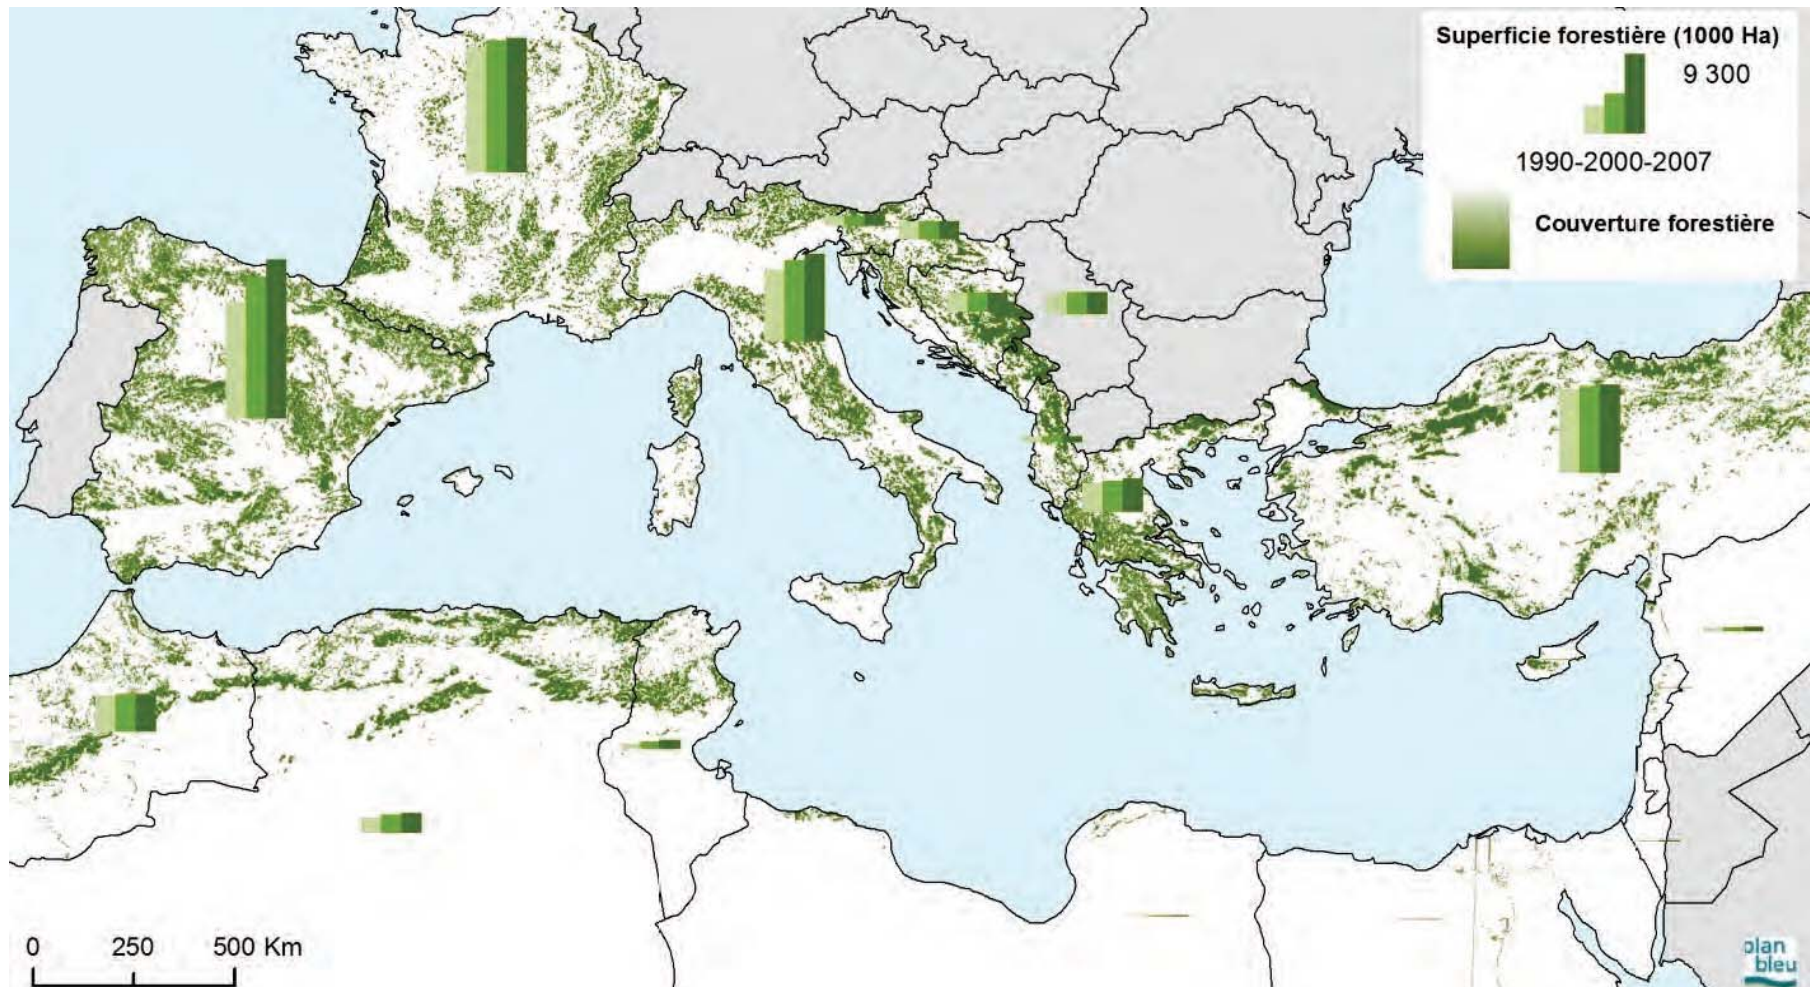 Superficie forestière (1000 Ha)
9 300
1990-2000-2007
Couverture forestière
0 250 500 Km
plan
bleu